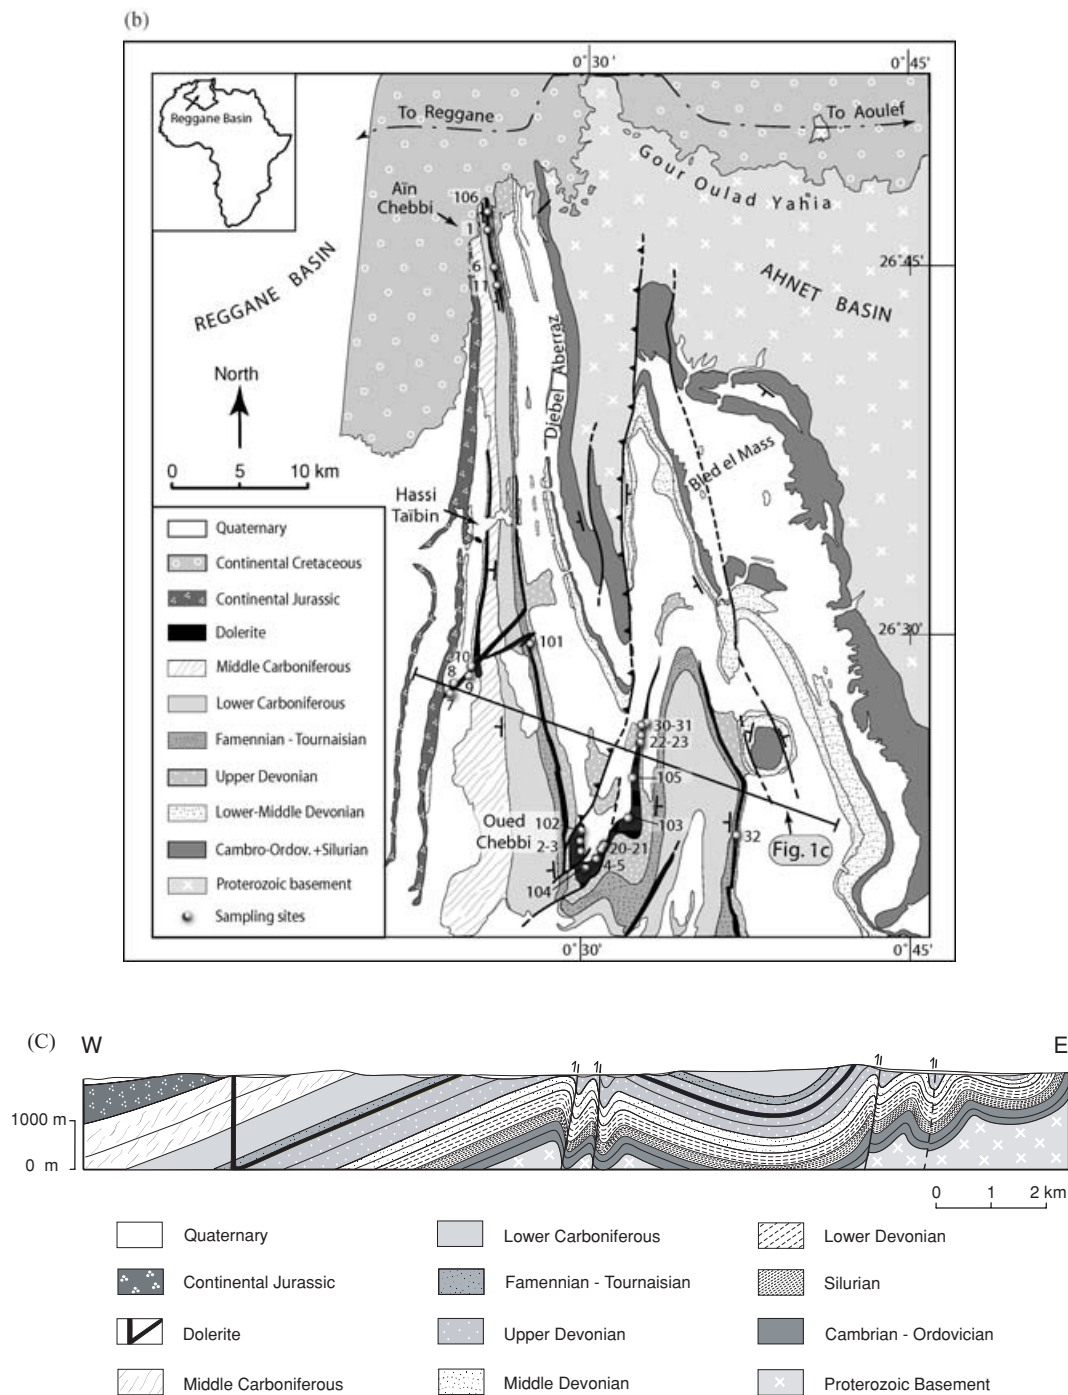 (b)
0° 30'
0° 45'
Reggane Basin
To Reggane
To Aoulef
Gour Oulad Yahia
Aïn
Chebbi
106
1
6
11
26°45'
REGGANE BASIN
AHNET BASIN
North
0 5 10 km
Djebel Aberraz
Bled el Mass
Hassi
Taïbin
Quaternary
Continental Cretaceous
Continental Jurassic
Dolerite
Middle Carboniferous
Lower Carboniferous
Famennian - Tournaisian
Upper Devonian
Lower-Middle Devonian
Cambro-Ordov.+Silurian
Proterozoic basement
Sampling sites
26°30'
101
10
8
9
30-31
22-23
105
Oued
Chebbi
102
2-3
103
20-21
4-5
104
32
Fig. 1c
0° 30'
0° 45'
(C) W
E
1000 m
0 m
0 1 2 km
Quaternary
Continental Jurassic
Dolerite
Middle Carboniferous
Lower Carboniferous
Famennian - Tournaisian
Upper Devonian
Middle Devonian
Lower Devonian
Silurian
Cambrian - Ordovician
Proterozoic Basement